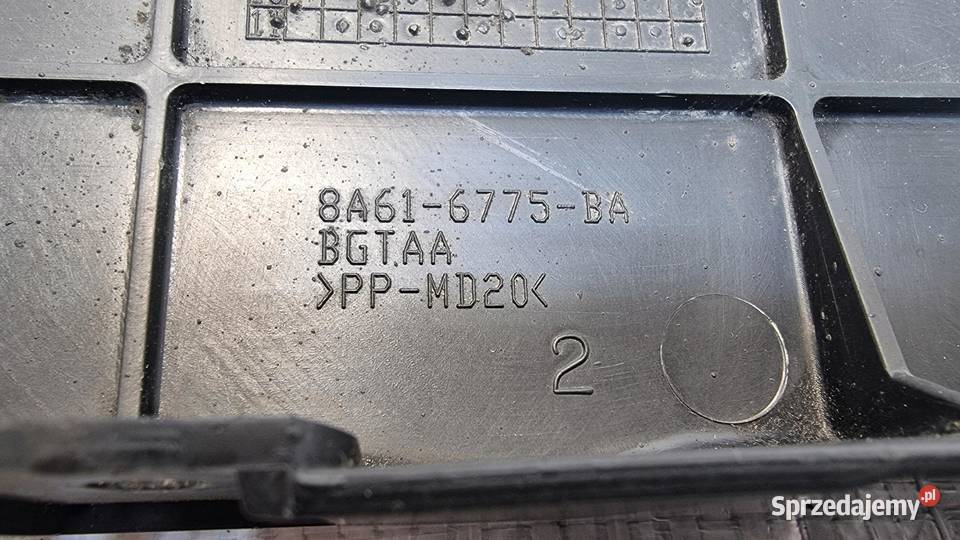 8A61-6775-BA
BGTAA
>PP-MD20<
2
Sprzedajemy.pl